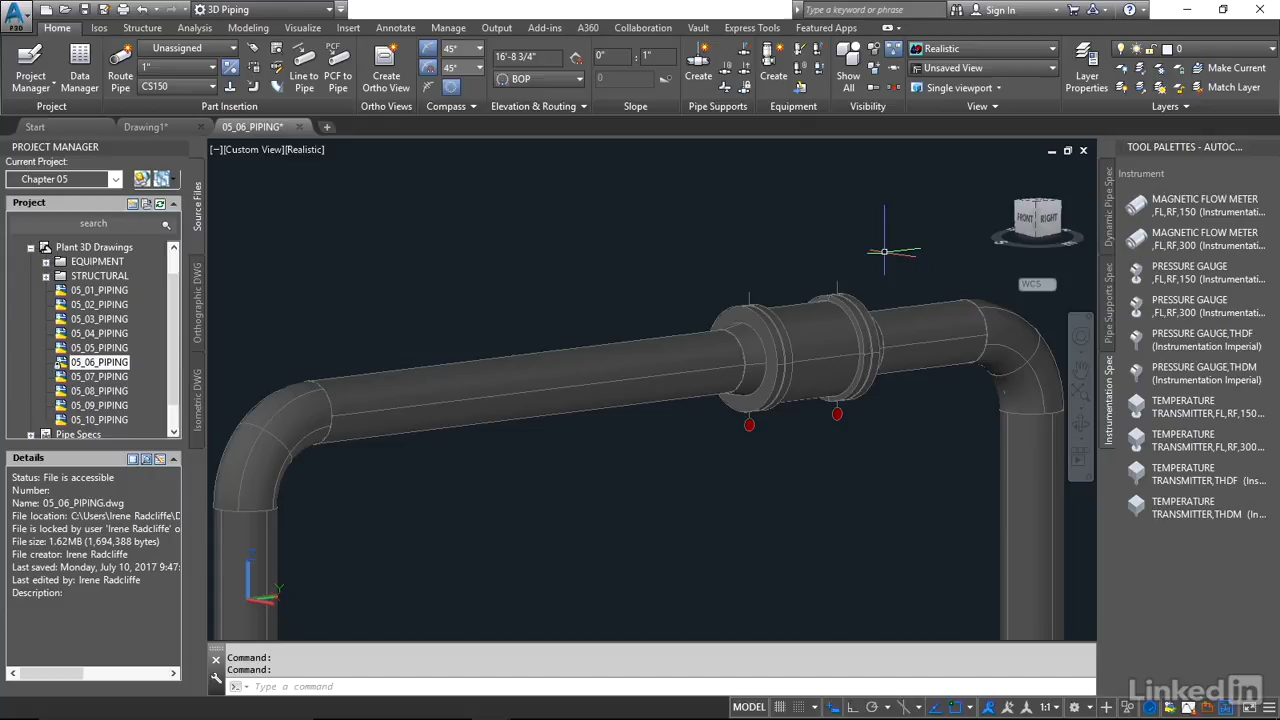 3D Piping
Type a keyword or phrase
Sign In
P3D
Home
Isos
Structure
Analysis
Modeling
Visualize
Insert
Annotate
Manage
Output
Add-ins
A360
Collaboration
Vault
Express Tools
Featured Apps
Project
Manager
Data
Manager
Project
Route
Pipe
Unassigned
1"
CS150
Line to
Pipe
PCF to
Pipe
Part Insertion
Create
Ortho View
Ortho Views
45°
45°
Compass
16'-8 3/4"
BOP
Elevation & Routing
0"
:
1"
0
Slope
Create
Pipe Supports
Create
Equipment
Show
All
Visibility
Realistic
Unsaved View
Single viewport
View
Layer
Properties
0
Make Current
Match Layer
Layers
Start
Drawing1*
05_06_PIPING*
PROJECT MANAGER
Current Project:
Chapter 05
Project
search
Plant 3D Drawings
EQUIPMENT
STRUCTURAL
05_01_PIPING
05_02_PIPING
05_03_PIPING
05_04_PIPING
05_05_PIPING
05_06_PIPING
05_07_PIPING
05_08_PIPING
05_09_PIPING
05_10_PIPING
Pipe Specs
Details
Status: File is accessible
Number:
Name: 05_06_PIPING.dwg
File location: C:\Users\Irene Radcliffe\D
File is locked by user 'Irene Radcliffe' o
File size: 1.62MB (1,694,388 bytes)
File creator: Irene Radcliffe
Last saved: Monday, July 10, 2017 9:47:
Last edited by: Irene Radcliffe
Description:
Source Files
Orthographic DWG
Isometric DWG
[−][Custom View][Realistic]
FRONT
RIGHT
WCS
Z
Y
Command:
Command:
Type a command
TOOL PALETTES - AUTOC...
Instrument
Dynamic Pipe Spec
Pipe Supports Spec
Instrumentation Spec
MAGNETIC FLOW METER
,FL,RF,150 (Instrumentati...
MAGNETIC FLOW METER
,FL,RF,300 (Instrumentati...
PRESSURE GAUGE
,FL,RF,150 (Instrumentati...
PRESSURE GAUGE
,FL,RF,300 (Instrumentati...
PRESSURE GAUGE,THDF
(Instrumentation Imperial)
PRESSURE GAUGE,THDM
(Instrumentation Imperial)
TEMPERATURE
TRANSMITTER,FL,RF,150...
TEMPERATURE
TRANSMITTER,FL,RF,300...
TEMPERATURE
TRANSMITTER,THDF (Ins...
TEMPERATURE
TRANSMITTER,THDM (Ins...
MODEL
1:1
LinkedIn